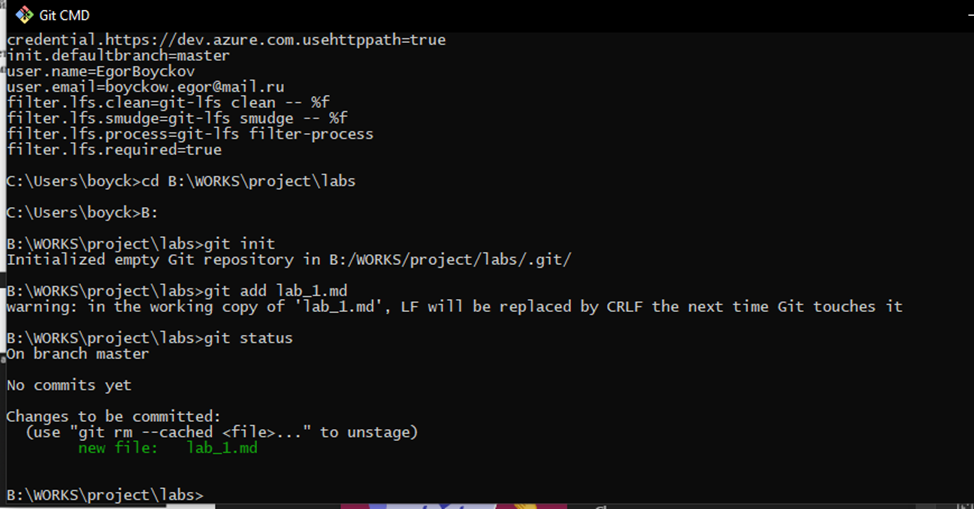 Git CMD
credential.https://dev.azure.com.usehttppath=true
init.defaultbranch=master
user.name=EgorBoyckov
user.email=boyckow.egor@mail.ru
filter.lfs.clean=git-lfs clean -- %f
filter.lfs.smudge=git-lfs smudge -- %f
filter.lfs.process=git-lfs filter-process
filter.lfs.required=true
C:\Users\boyck>cd B:\WORKS\project\labs
C:\Users\boyck>B:
B:\WORKS\project\labs>git init
Initialized empty Git repository in B:/WORKS/project/labs/.git/
B:\WORKS\project\labs>git add lab_1.md
warning: in the working copy of 'lab_1.md', LF will be replaced by CRLF the next time Git touches it
B:\WORKS\project\labs>git status
On branch master
No commits yet
Changes to be committed:
  (use "git rm --cached <file>..." to unstage)
        new file:   lab_1.md
B:\WORKS\project\labs>